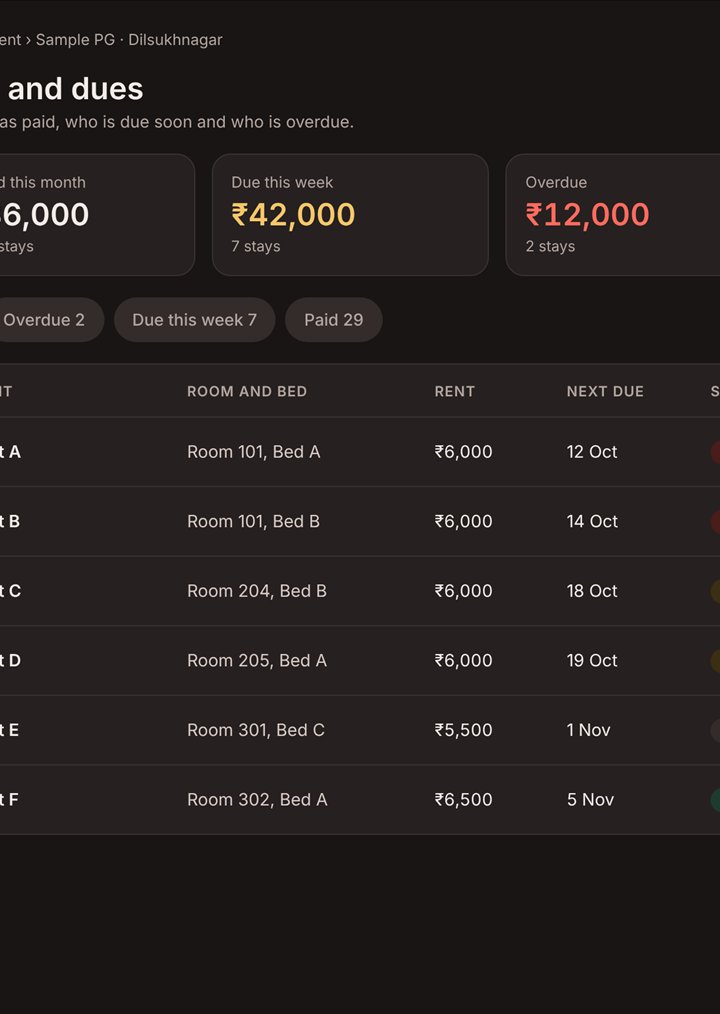 ent › Sample PG · Dilsukhnagar
and dues
as paid, who is due soon and who is overdue.
d this month
Due this week
Overdue
6,000
₹42,000
₹12,000
stays
7 stays
2 stays
Overdue 2
Due this week 7
Paid 29
NT ROOM AND BED RENT NEXT DUE S
t A Room 101, Bed A ₹6,000 12 Oct
t B Room 101, Bed B ₹6,000 14 Oct
t C Room 204, Bed B ₹6,000 18 Oct
t D Room 205, Bed A ₹6,000 19 Oct
t E Room 301, Bed C ₹5,500 1 Nov
t F Room 302, Bed A ₹6,500 5 Nov